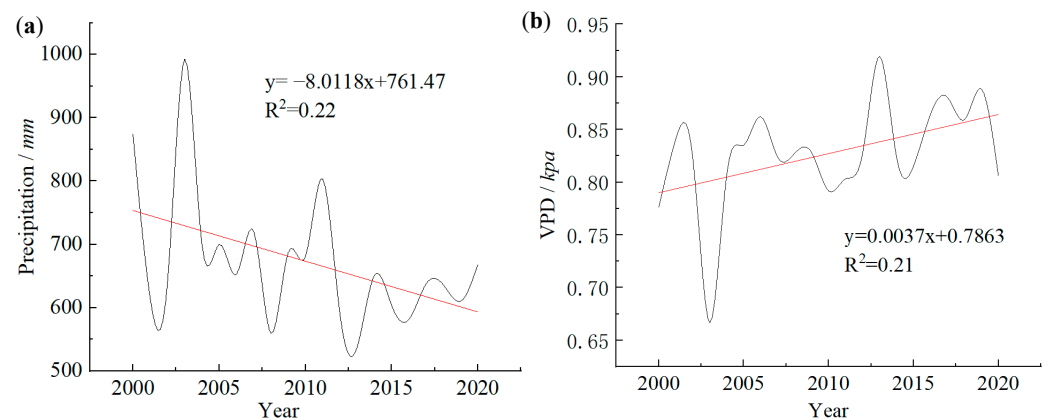 (a)
1000
900
800
700
600
500
Precipitation / mm
y= −8.0118x+761.47
R²=0.22
2000 2005 2010 2015 2020
Year
(b)
0.95
0.90
0.85
0.80
0.75
0.70
0.65
VPD / kpa
y=0.0037x+0.7863
R²=0.21
2000 2005 2010 2015 2020
Year